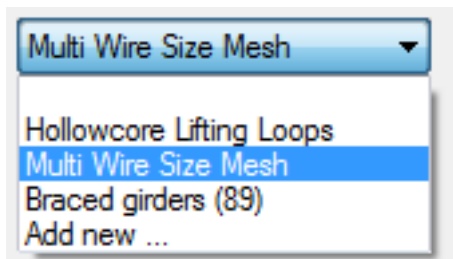 Multi Wire Size Mesh
Hollowcore Lifting Loops
Multi Wire Size Mesh
Braced girders (89)
Add new ...